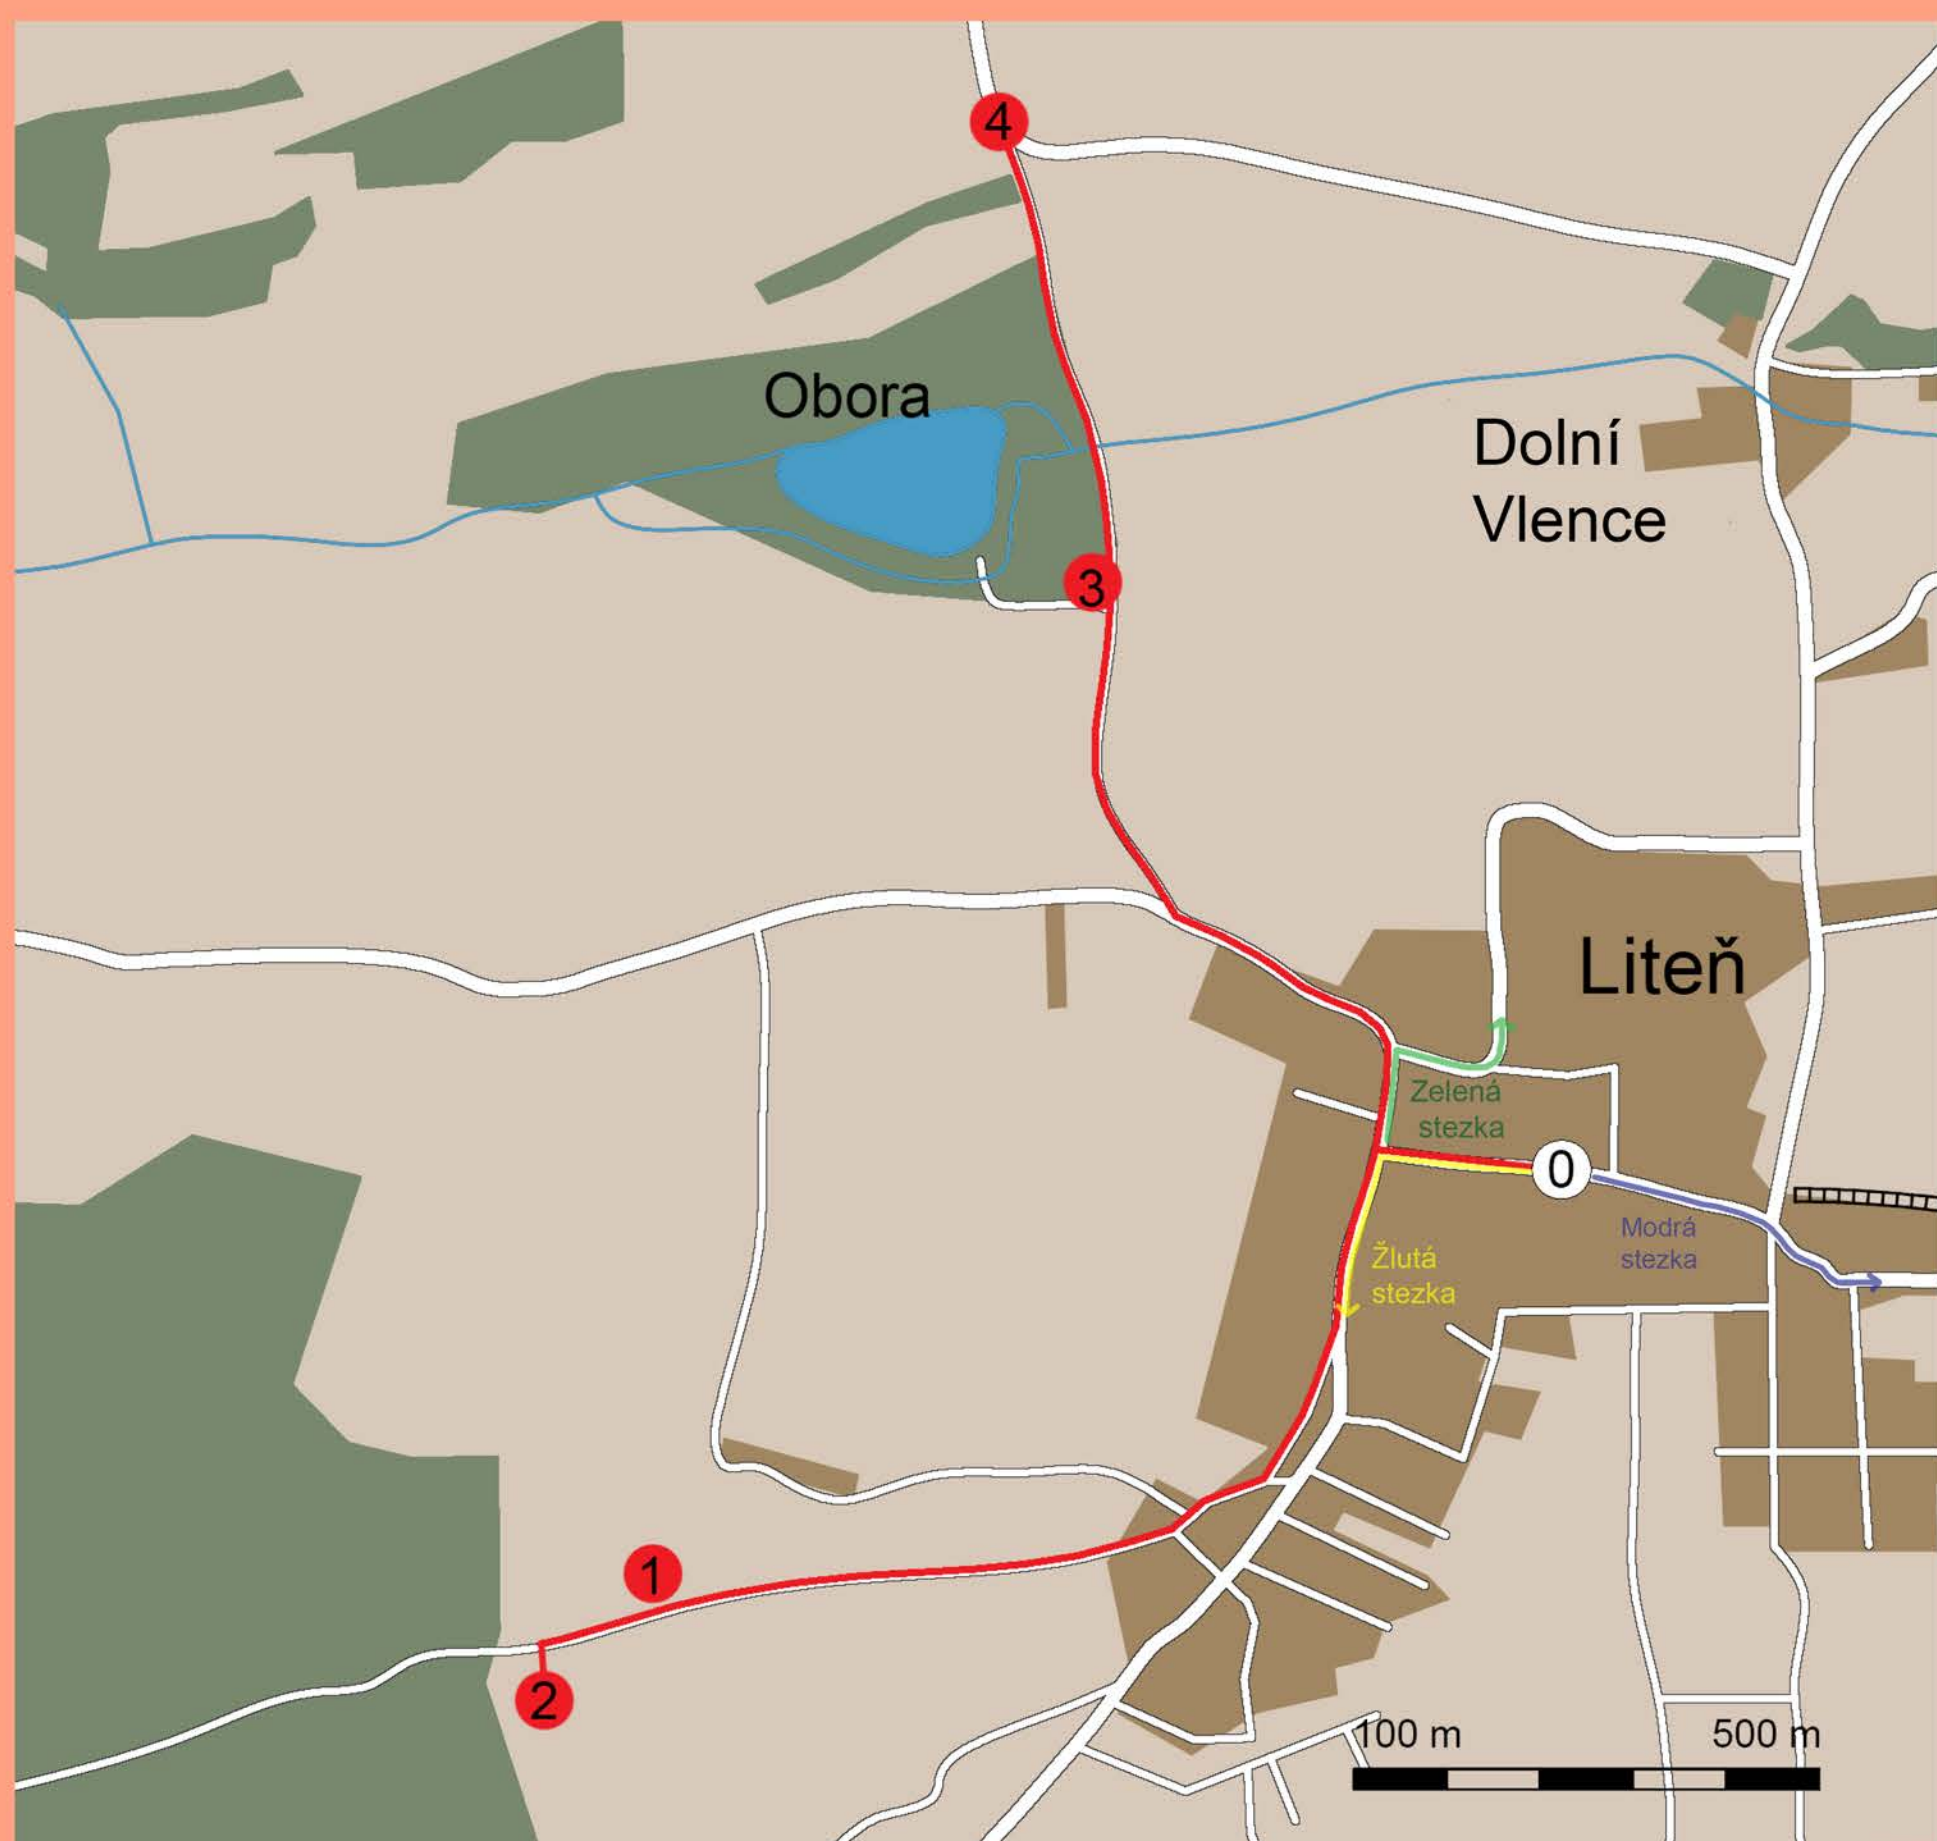 4
Obora
Dolní
Vlence
3
Liteň
Zelená
stezka
0
Modrá
stezka
Žlutá
stezka
1
2
100 m
500 m